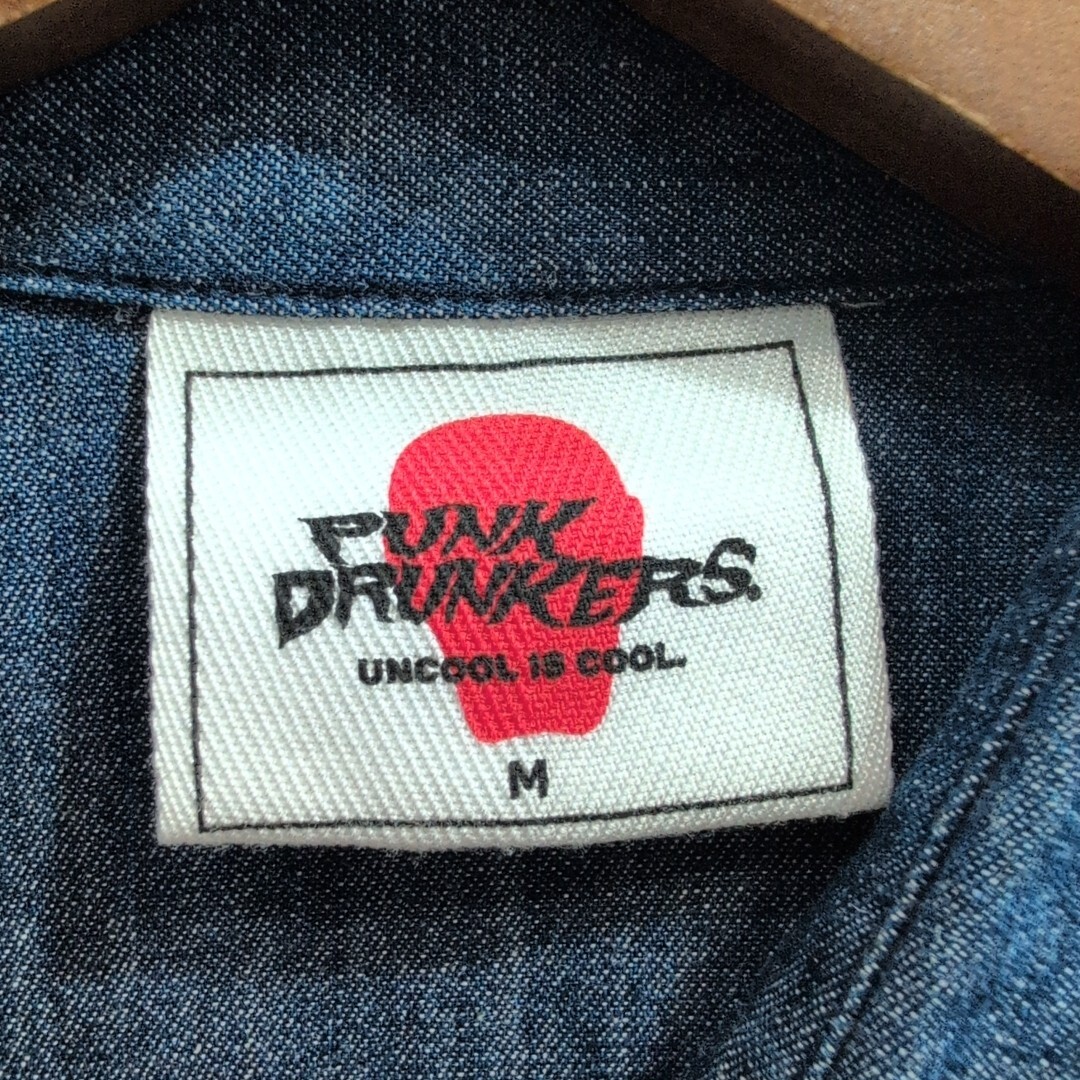 PUNK
DRUNKERS.
UNCOOL IS COOL.
M